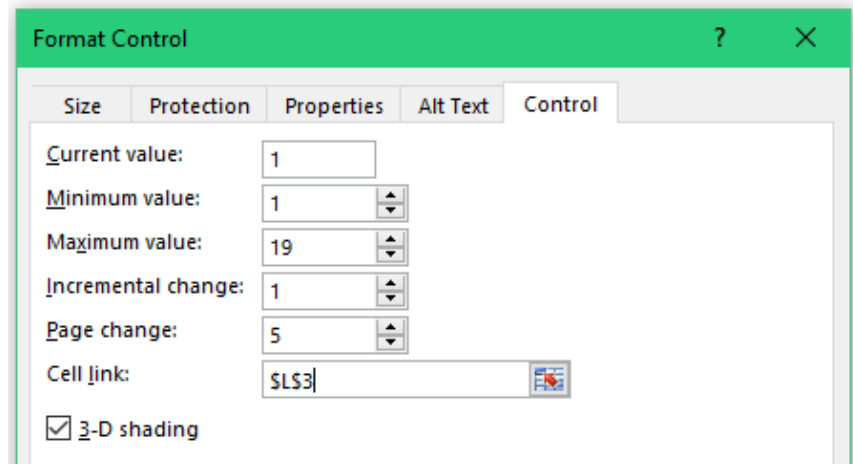 Format Control ? ×
Size Protection Properties Alt Text Control
Current value: 1
Minimum value: 1
Maximum value: 19
Incremental change: 1
Page change: 5
Cell link: $L$3
3-D shading